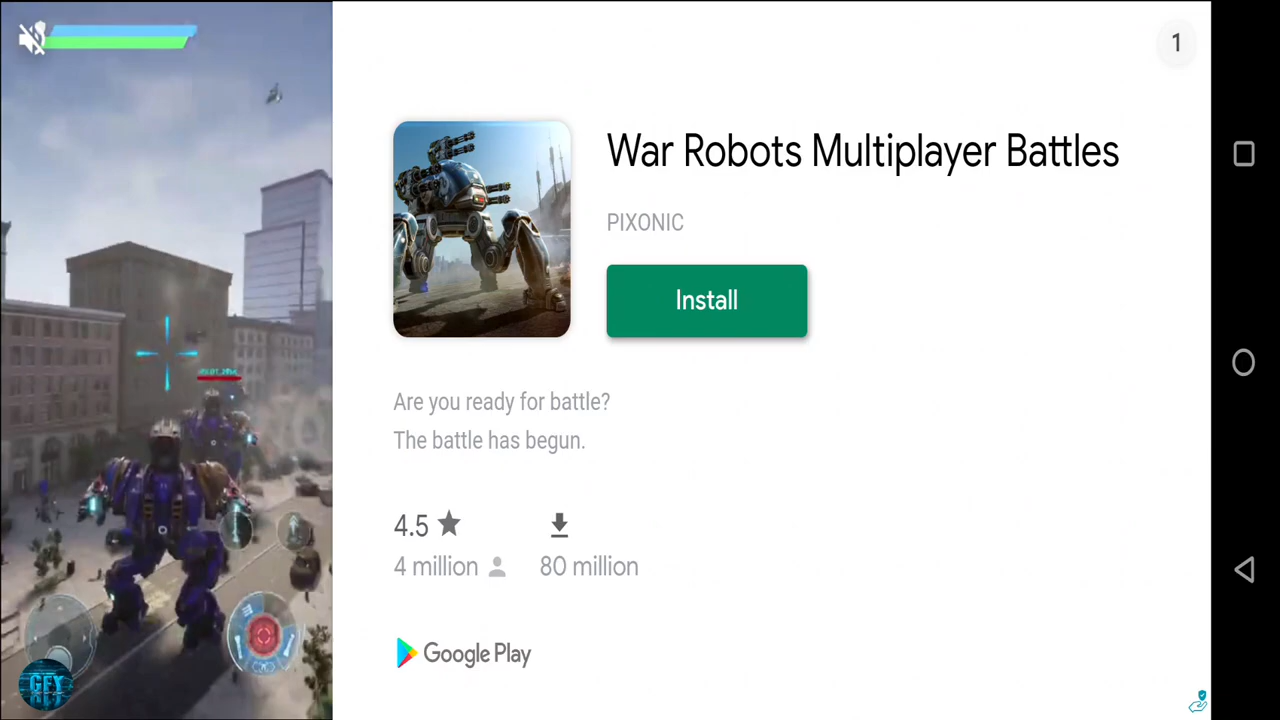 1
War Robots Multiplayer Battles
PIXONIC
Install
Are you ready for battle?
The battle has begun.
4.5
4 million
80 million
Google Play